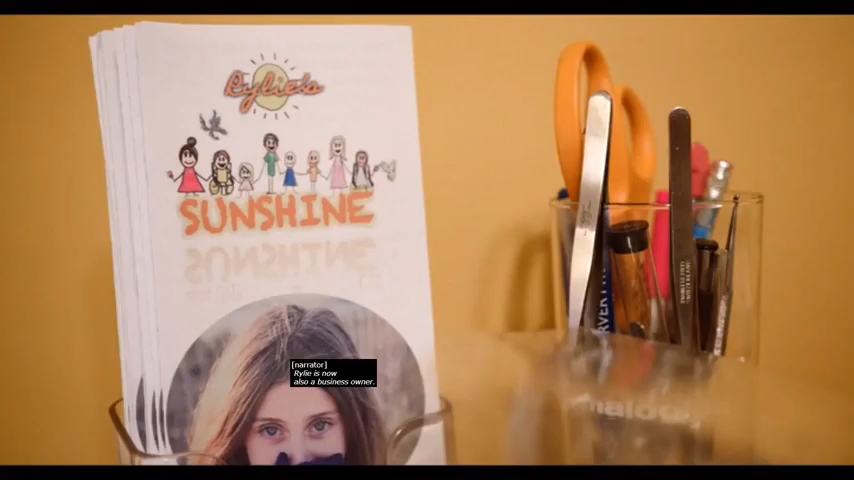 Rylie's
SUNSHINE
[narrator]
Rylie is now
also a business owner.